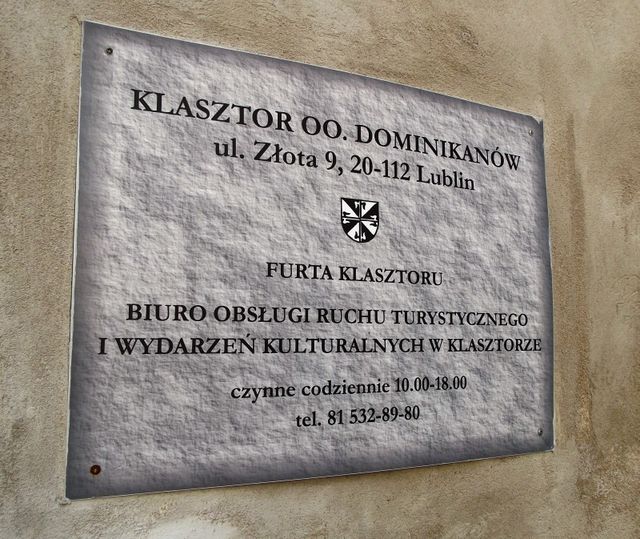 KLASZTOR OO. DOMINIKANÓW
ul. Złota 9, 20-112 Lublin
FURTA KLASZTORU
BIURO OBSŁUGI RUCHU TURYSTYCZNEGO
I WYDARZEŃ KULTURALNYCH W KLASZTORZE
czynne codziennie 10.00-18.00
tel. 81 532-89-80